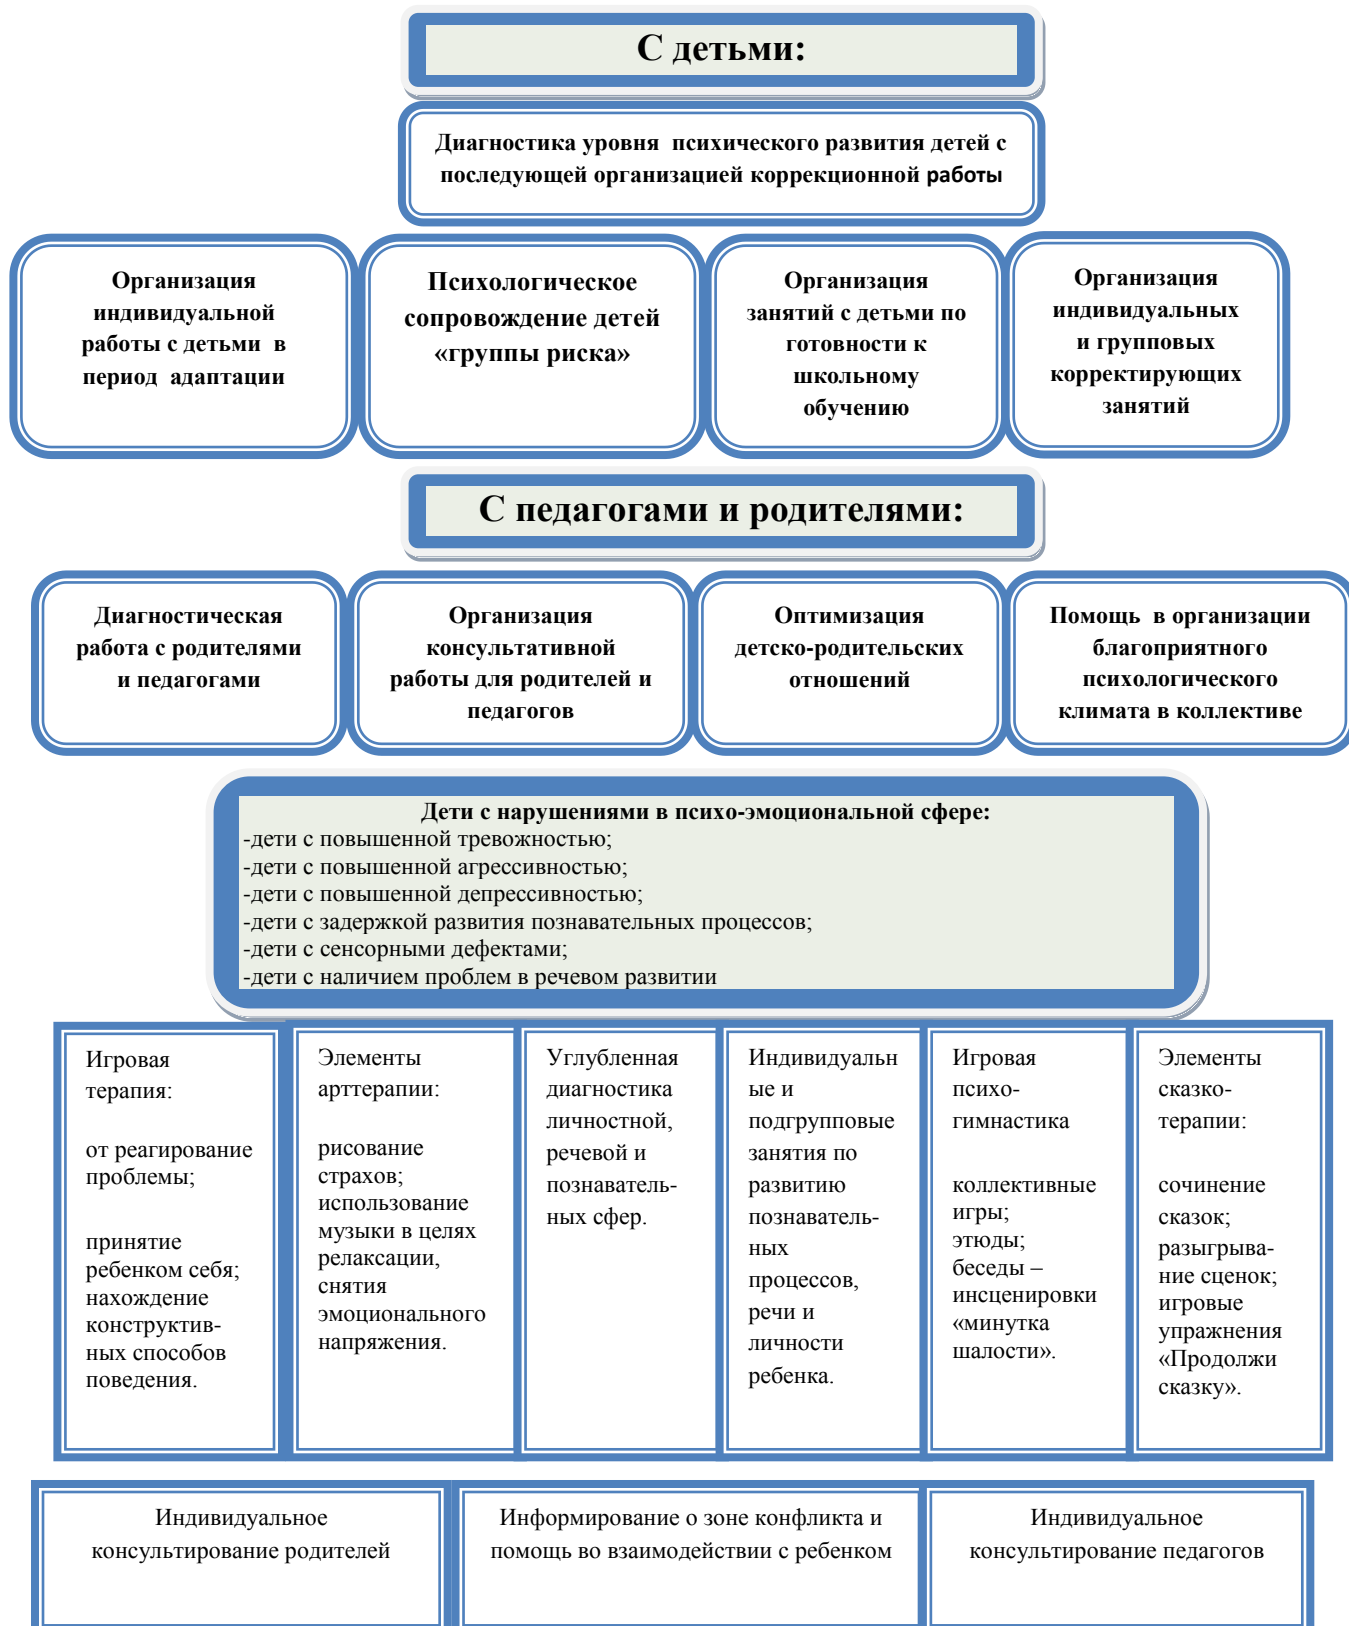 С детьми:
Диагностика уровня психического развития детей с
последующей организацией коррекционной работы
Организация
индивидуальной
работы с детьми в
период адаптации
Психологическое
сопровождение детей
«группы риска»
Организация
занятий с детьми по
готовности к
школьному
обучению
Организация
индивидуальных
и групповых
корректирующих
занятий
С педагогами и родителями:
Диагностическая
работа с родителями
и педагогами
Организация
консультативной
работы для родителей и
педагогов
Оптимизация
детско-родительских
отношений
Помощь в организации
благоприятного
психологического
климата в коллективе
Дети с нарушениями в психо-эмоциональной сфере:
-дети с повышенной тревожностью;
-дети с повышенной агрессивностью;
-дети с повышенной депрессивностью;
-дети с задержкой развития познавательных процессов;
-дети с сенсорными дефектами;
-дети с наличием проблем в речевом развитии
Игровая
терапия:
от реагирование
проблемы;
принятие
ребенком себя;
нахождение
конструктив-
ных способов
поведения.
Элементы
арттерапии:
рисование
страхов;
использование
музыки в целях
релаксации,
снятия
эмоционального
напряжения.
Углубленная
диагностика
личностной,
речевой и
познаватель-
ных сфер.
Индивидуальн
ые и
подгрупповые
занятия по
развитию
познаватель-
ных
процессов,
речи и
личности
ребенка.
Игровая
психо-
гимнастика
коллективные
игры;
этюды;
беседы –
инсценировки
«минутка
шалости».
Элементы
сказко-
терапии:
сочинение
сказок;
разыгрыва-
ние сценок;
игровые
упражнения
«Продолжи
сказку».
Индивидуальное
консультирование родителей
Информирование о зоне конфликта и
помощь во взаимодействии с ребенком
Индивидуальное
консультирование педагогов